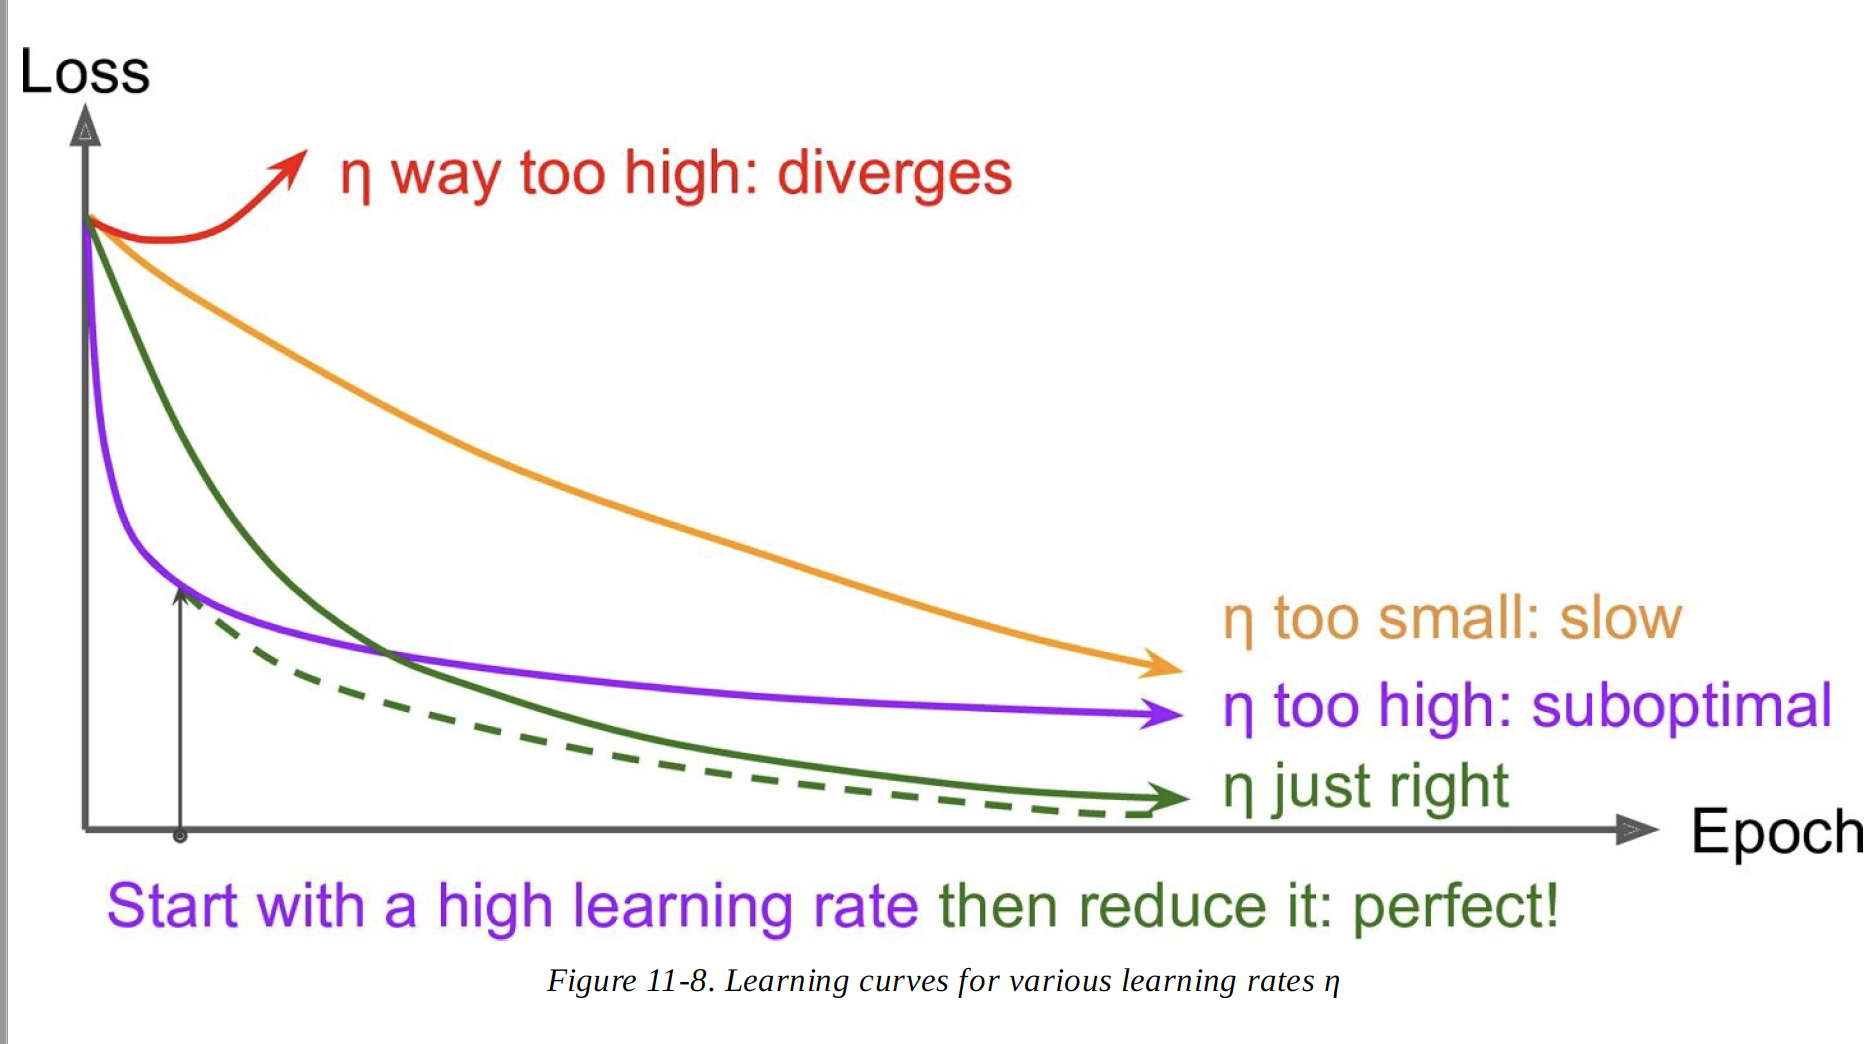 Loss
η way too high: diverges
η too small: slow
η too high: suboptimal
η just right
Epoch
Start with a high learning rate then reduce it: perfect!
Figure 11-8. Learning curves for various learning rates η